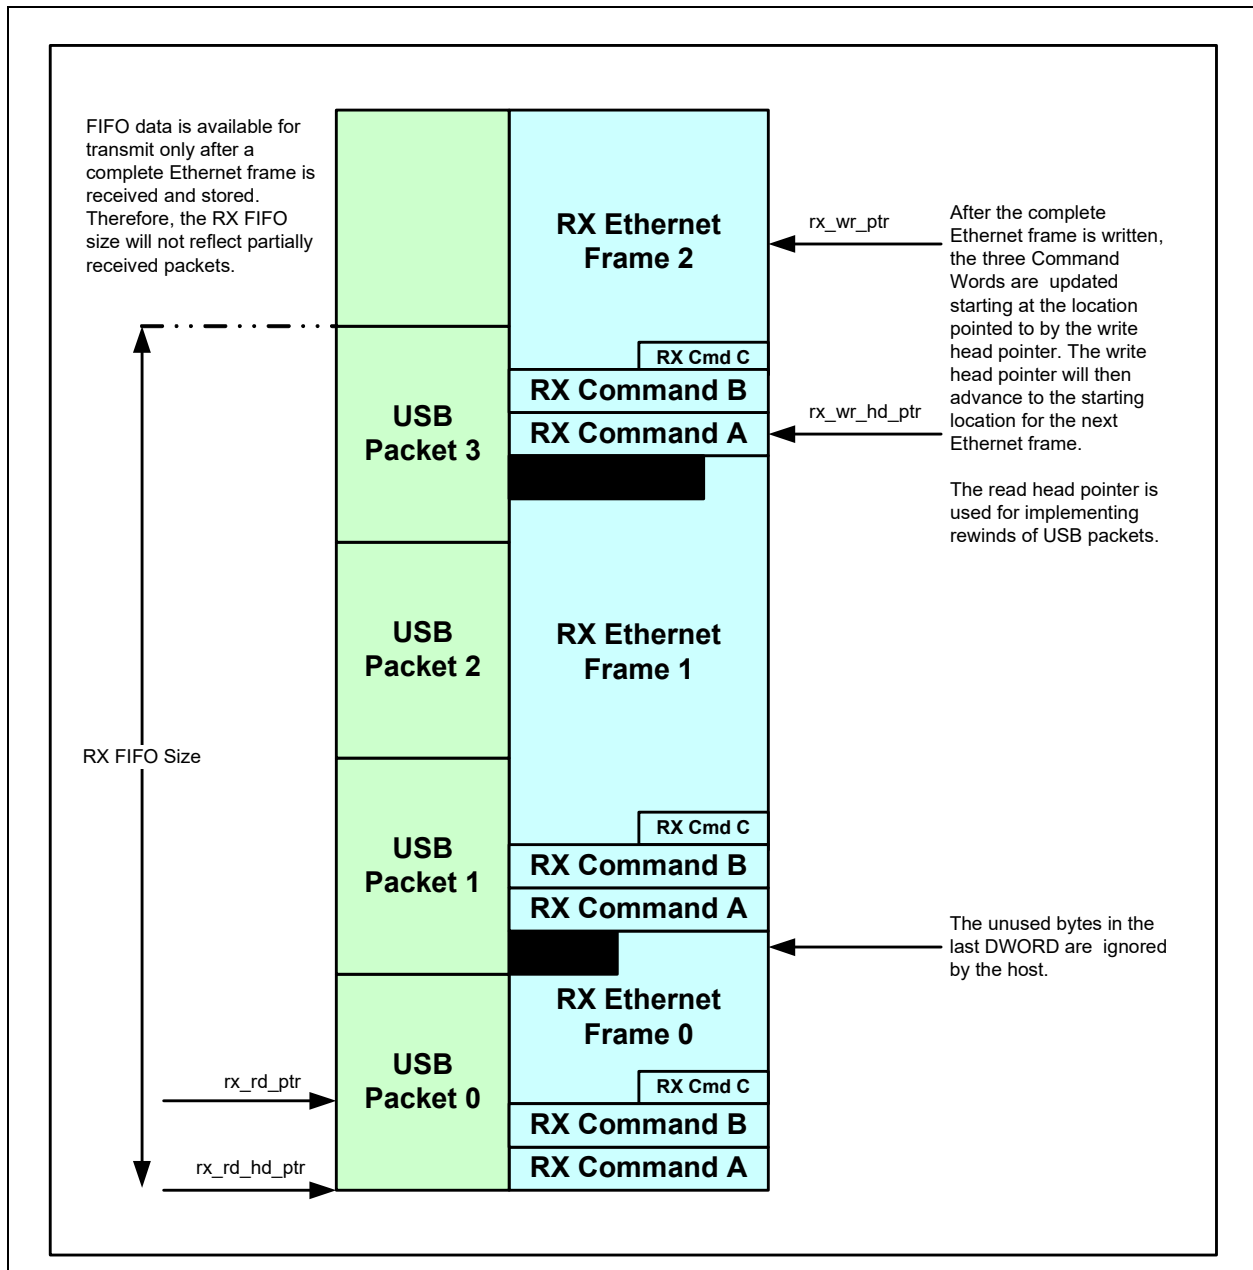 FIFO data is available for
transmit only after a
complete Ethernet frame is
received and stored.
Therefore, the RX FIFO
size will not reflect partially
received packets.
RX FIFO Size
rx_rd_ptr
rx_rd_hd_ptr
USB
Packet 3
USB
Packet 2
USB
Packet 1
USB
Packet 0
RX Ethernet
Frame 2
RX Cmd C
RX Command B
RX Command A
RX Ethernet
Frame 1
RX Cmd C
RX Command B
RX Command A
RX Ethernet
Frame 0
RX Cmd C
RX Command B
RX Command A
rx_wr_ptr
rx_wr_hd_ptr
After the complete
Ethernet frame is written,
the three Command
Words are updated
starting at the location
pointed to by the write
head pointer. The write
head pointer will then
advance to the starting
location for the next
Ethernet frame.
The read head pointer is
used for implementing
rewinds of USB packets.
The unused bytes in the
last DWORD are ignored
by the host.